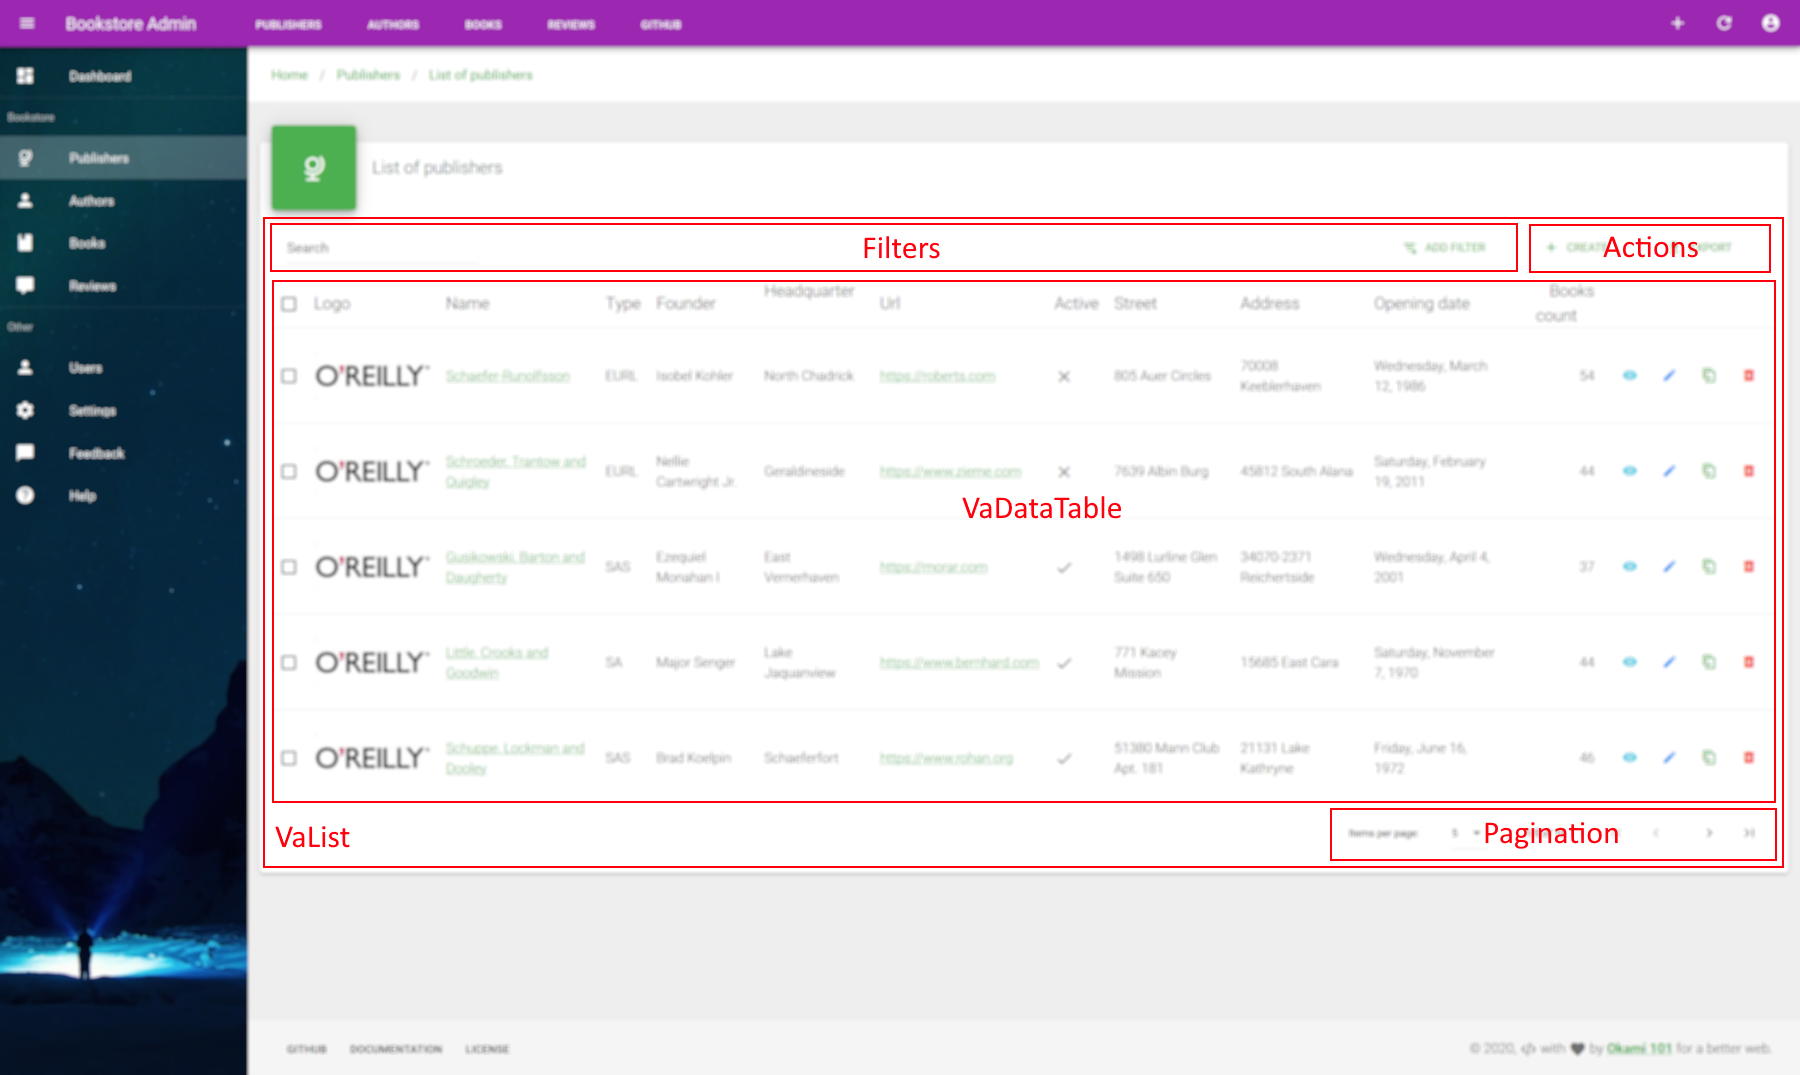 Bookstore Admin PUBLISHERS AUTHORS BOOKS REVIEWS GITHUB
Dashboard
Bookstore
Publishers
Authors
Books
Reviews
Other
Users
Settings
Feedback
Help
Home / Publishers / List of publishers
List of publishers
Search Filters ADD FILTER
Actions
Logo Name Type Founder Headquarter Url Active Street Address Opening date Books
count
O'REILLY Schaefer-Runolfsson EURL Isobel Kohler North Chadrick https://roberts.com 805 Auer Circles 70008
Keeblerhaven Wednesday, March
12, 1986 54
O'REILLY Schroeder, Trantow and
Quigley EURL Nellie
Cartwright Jr. Geraldineside https://www.zieme.com 7639 Albin Burg 45812 South Alana Saturday, February
19, 2011 44
VaDataTable
O'REILLY Gusikowski, Barton and
Daugherty SAS Ezequiel
Monahan I East
Vernerhaven https://morar.com 1498 Lurline Glen
Suite 650 34070-2371
Reichertside Wednesday, April 4,
2001 37
O'REILLY Little, Crooks and
Goodwin SA Major Senger Lake
Jaquanview https://www.bernhard.com 771 Kacey
Mission 15685 East Cara Saturday, November
7, 1970 44
O'REILLY Schuppe, Lockman and
Dooley SAS Brad Koelpin Schaeferfort https://www.rohan.org 51380 Mann Club
Apt. 181 21131 Lake
Kathryne Friday, June 16,
1972 46
VaList
Items per page: 5 Pagination
GITHUB DOCUMENTATION LICENSE
© 2020, </> with ♥ by Okami 101 for a better web.